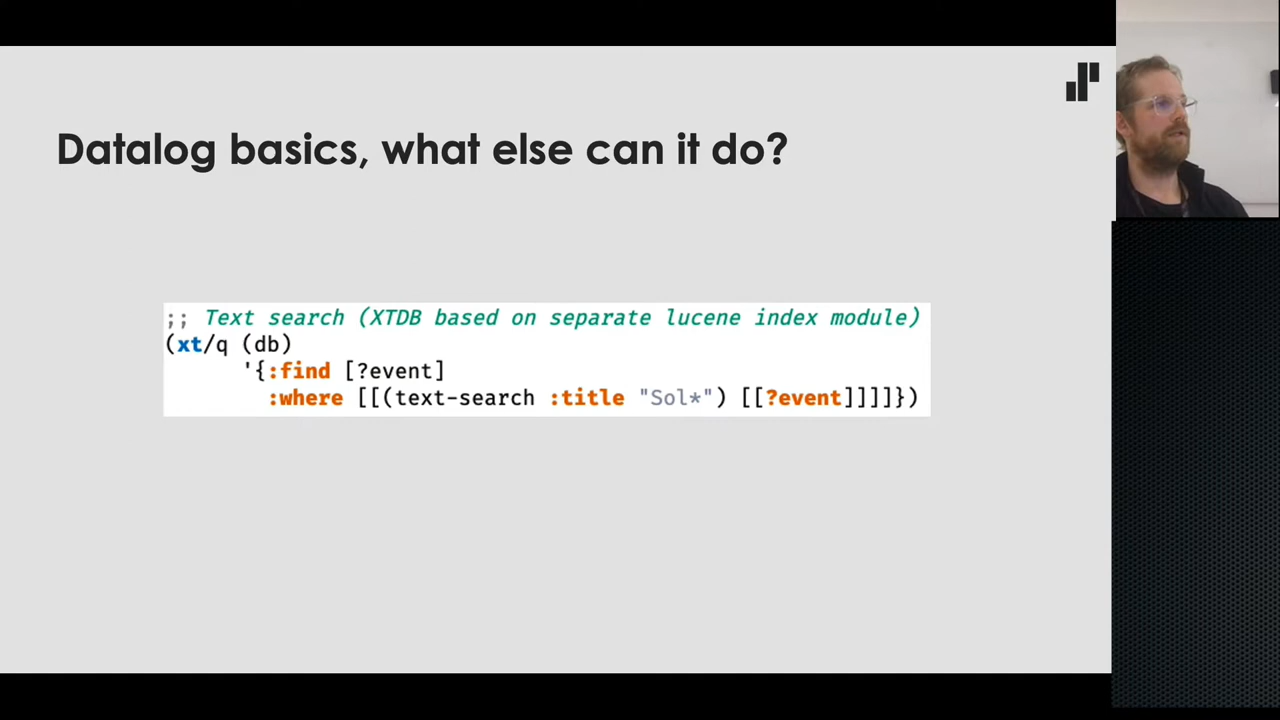 Datalog basics, what else can it do?
;; Text search (XTDB based on separate lucene index module)
(xt/q (db)
'{:find [?event]
:where [[(text-search :title "Sol*") [[?event]]]]})